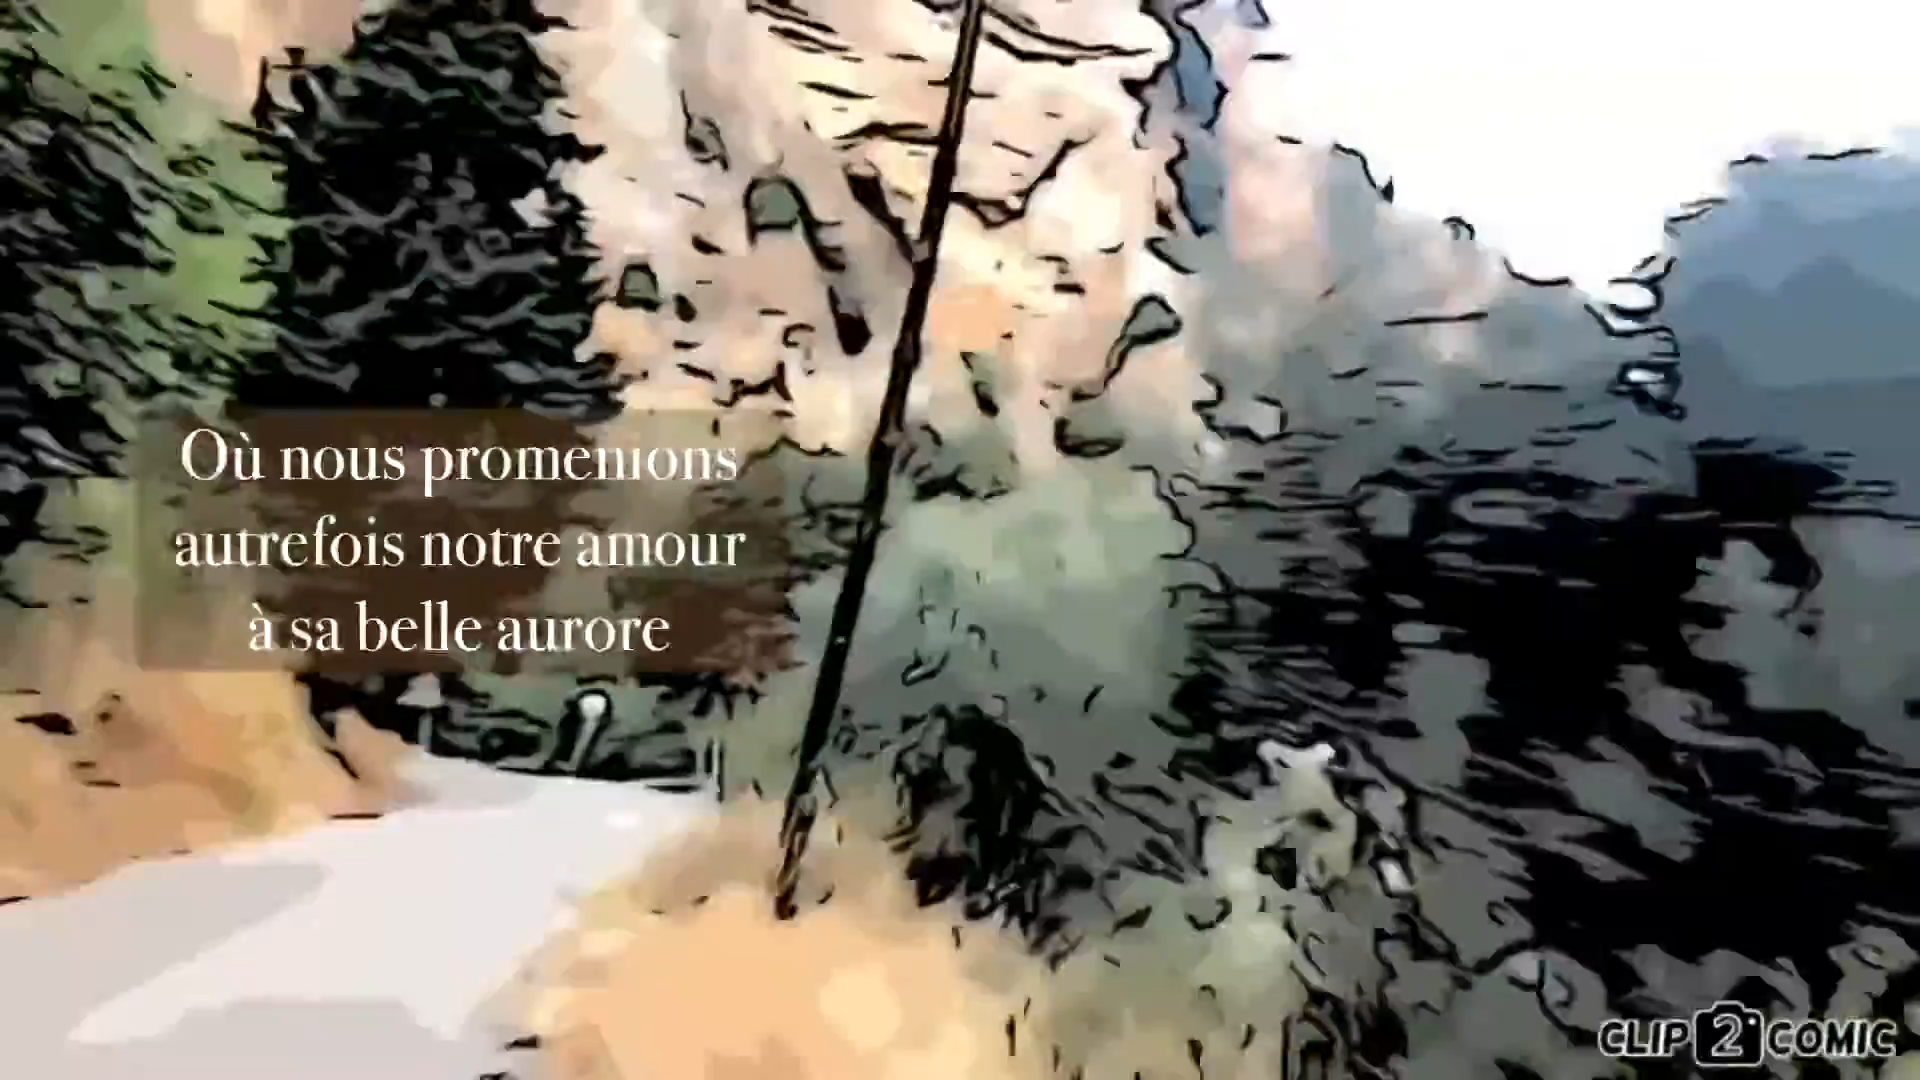 Où nous promenions
autrefois notre amour
à sa belle aurore
CLIP 2 COMIC